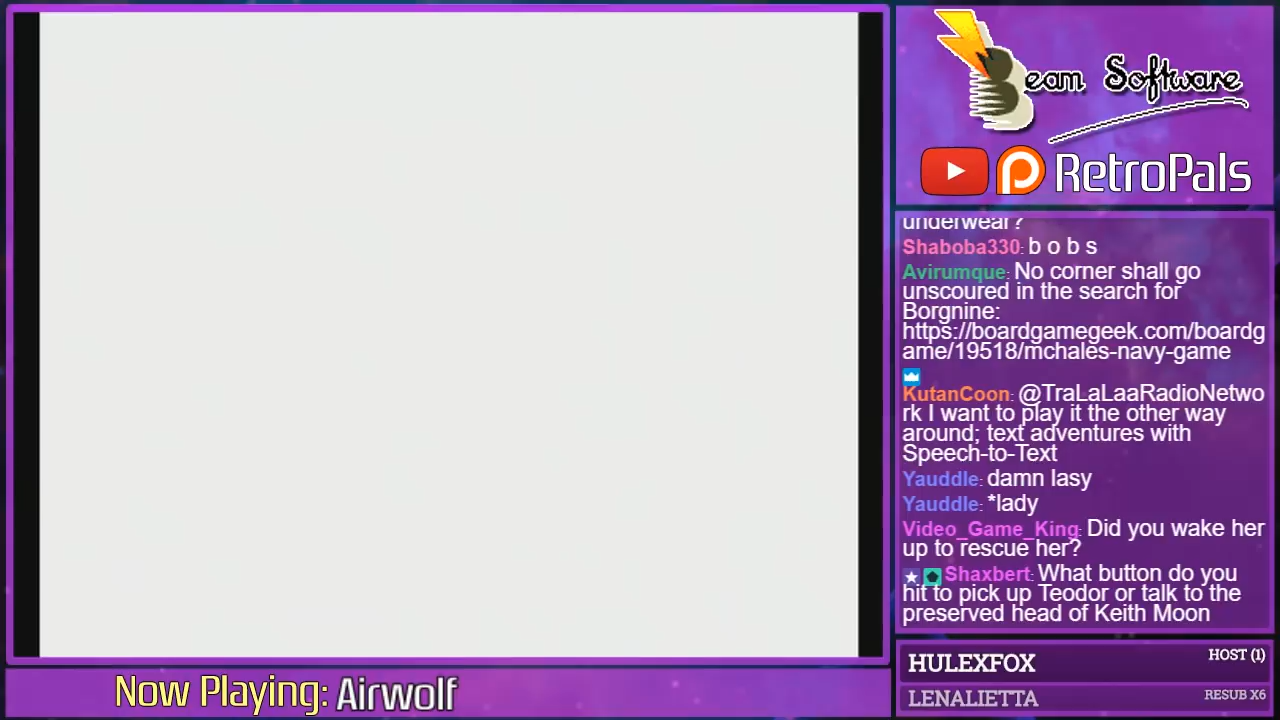 Beam Software
RetroPals
underwear?
Shaboba330: b o b s
Avirumque: No corner shall go
unscoured in the search for
Borgnine:
https://boardgamegeek.com/boardg
ame/19518/mchales-navy-game
KutanCoon: @TraLaLaaRadioNetwo
rk I want to play it the other way
around; text adventures with
Speech-to-Text
Yauddle: damn lasy
Yauddle: *lady
Video_Game_King: Did you wake her
up to rescue her?
Shaxbert: What button do you
hit to pick up Teodor or talk to the
preserved head of Keith Moon
HULEXFOX HOST (1)
LENALIETTA RESUB X6
Now Playing: Airwolf